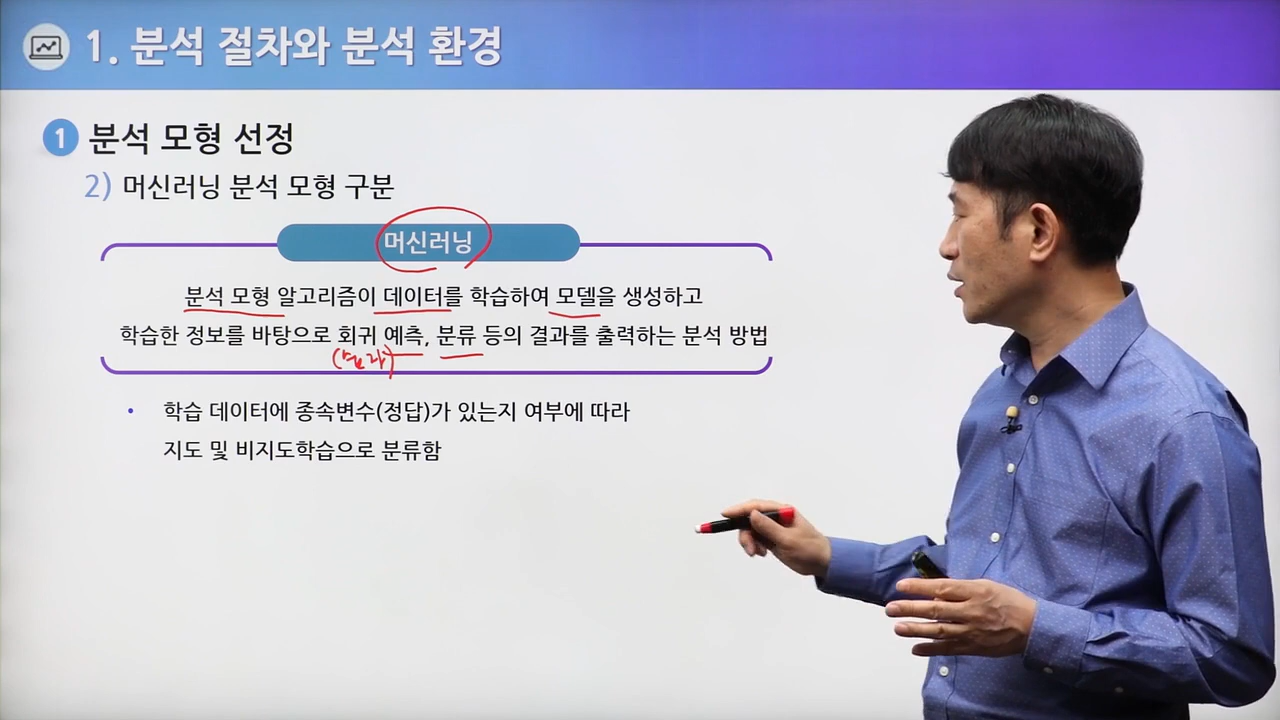 1. 분석 절차와 분석 환경
1 분석 모형 선정
2) 머신러닝 분석 모형 구분
머신러닝
분석 모형 알고리즘이 데이터를 학습하여 모델을 생성하고
학습한 정보를 바탕으로 회귀 예측, 분류 등의 결과를 출력하는 분석 방법
• 학습 데이터에 종속변수(정답)가 있는지 여부에 따라
지도 및 비지도학습으로 분류함